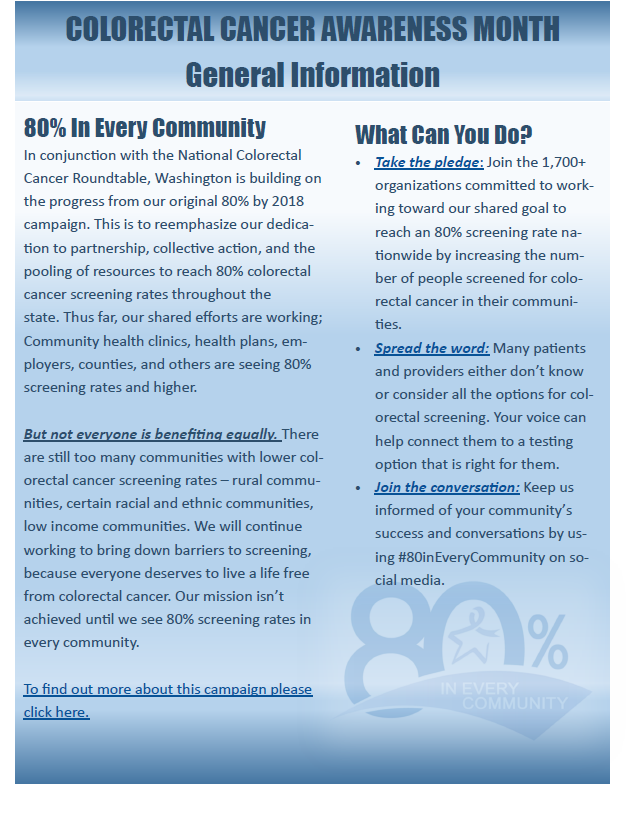 COLORECTAL CANCER AWARENESS MONTH
General Information
80% In Every Community
In conjunction with the National Colorectal
Cancer Roundtable, Washington is building on
the progress from our original 80% by 2018
campaign. This is to reemphasize our dedica-
tion to partnership, collective action, and the
pooling of resources to reach 80% colorectal
cancer screening rates throughout the
state. Thus far, our shared efforts are working;
Community health clinics, health plans, em-
ployers, counties, and others are seeing 80%
screening rates and higher.
But not everyone is benefiting equally. There
are still too many communities with lower col-
orectal cancer screening rates – rural commu-
nities, certain racial and ethnic communities,
low income communities. We will continue
working to bring down barriers to screening,
because everyone deserves to live a life free
from colorectal cancer. Our mission isn't
achieved until we see 80% screening rates in
every community.
To find out more about this campaign please
click here.
What Can You Do?
• Take the pledge: Join the 1,700+
organizations committed to work-
ing toward our shared goal to
reach an 80% screening rate na-
tionwide by increasing the num-
ber of people screened for colo-
rectal cancer in their communi-
ties.
• Spread the word: Many patients
and providers either don't know
or consider all the options for col-
orectal screening. Your voice can
help connect them to a testing
option that is right for them.
• Join the conversation: Keep us
informed of your community's
success and conversations by us-
ing #80inEveryCommunity on so-
cial media.
80%
IN EVERY
COMMUNITY